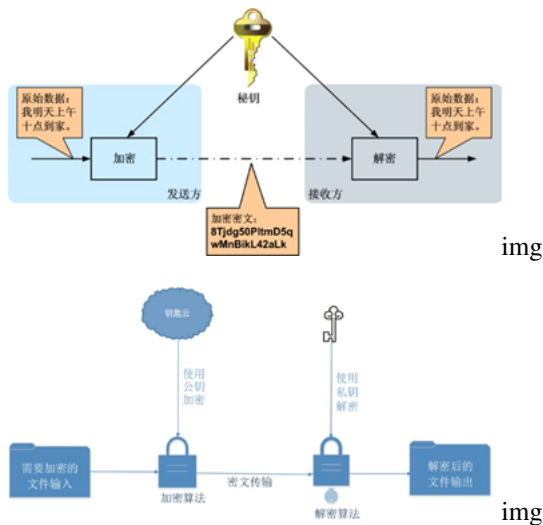 秘钥
原始数据:
我明天上午
十点到家。
加密
发送方
原始数据:
我明天上午
十点到家。
解密
接收方
加密密文:
8Tjdg50PltmD5q
wMnBikL42aLk
img
钥匙云
使用
公钥
加密
使用
私钥
解密
需要加密的
文件输入
加密算法
密文传输
解密算法
解密后的
文件输出
img